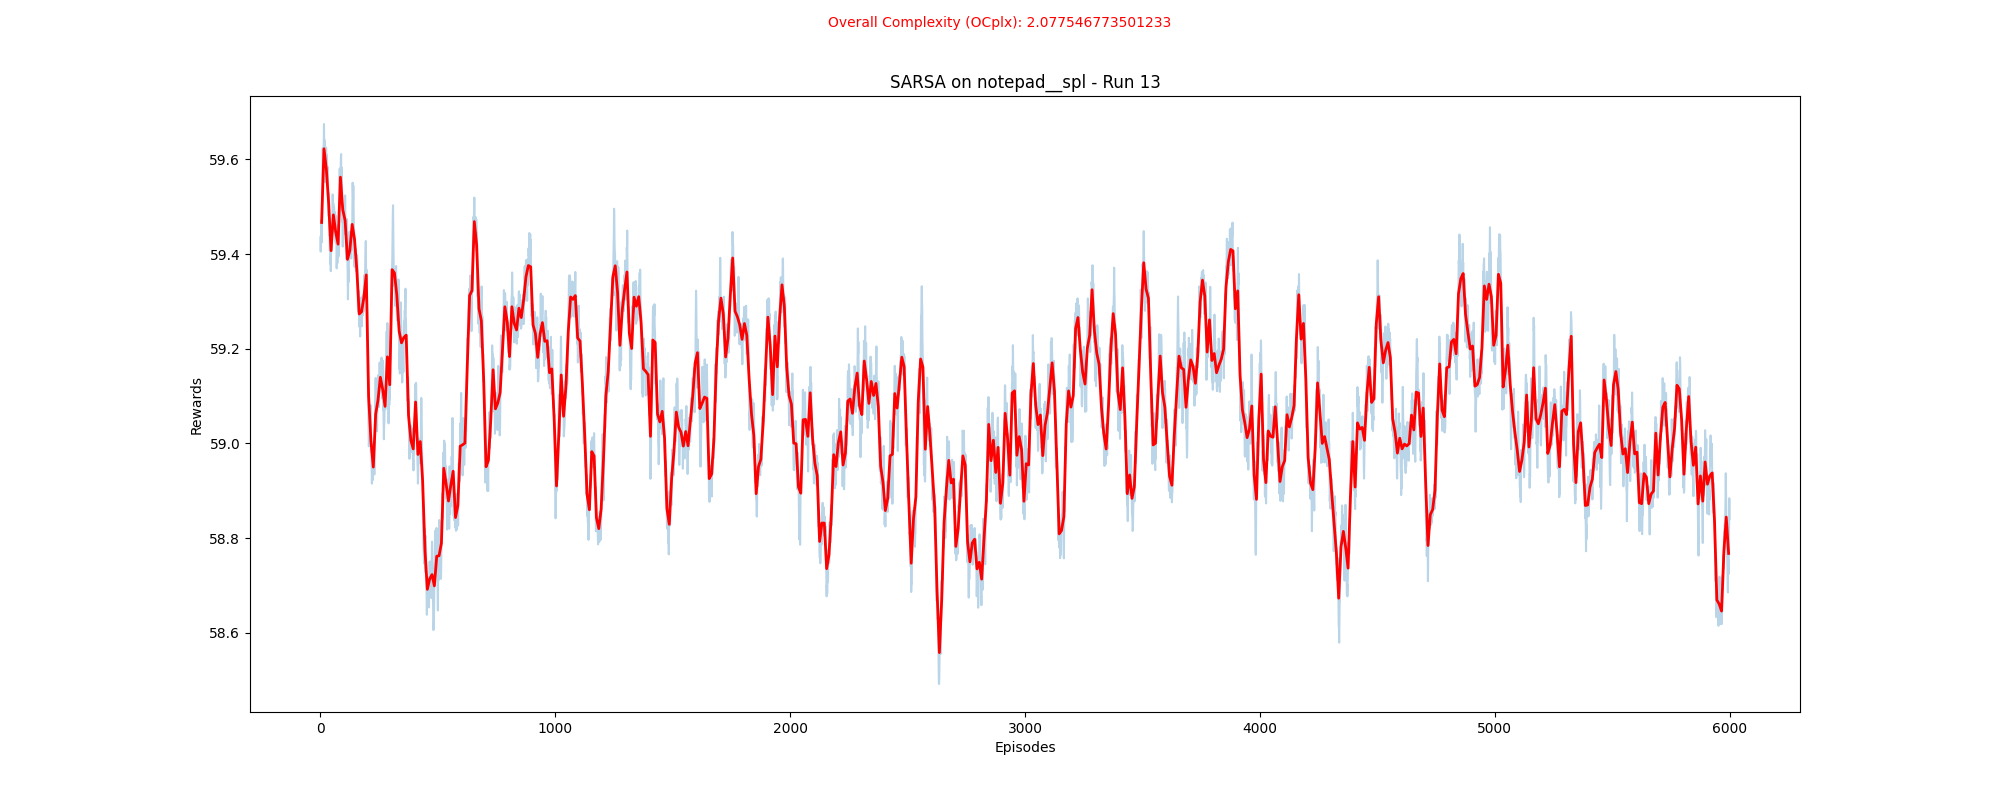 Overall Complexity (OCplx): 2.077546773501233
SARSA on notepad__spl - Run 13
59.6
59.4
59.2
59.0
58.8
58.6
Rewards
0 1000 2000 3000 4000 5000 6000
Episodes